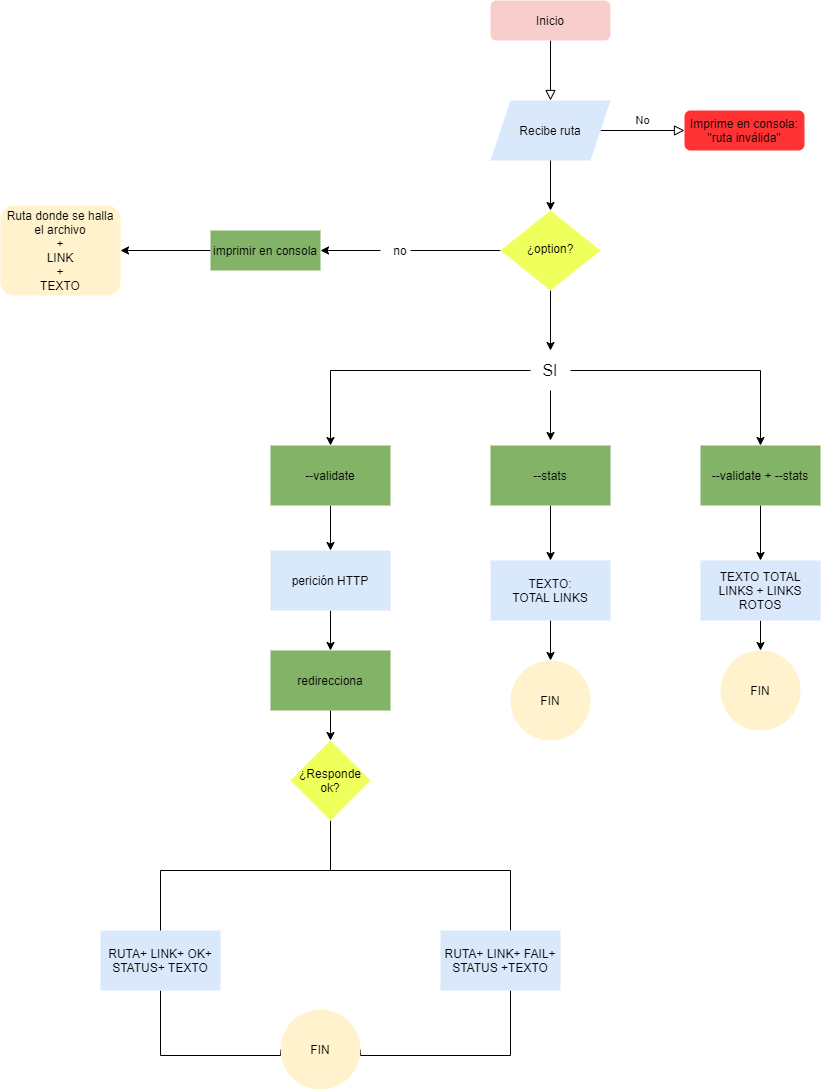 Inicio
Recibe ruta
No
Imprime en consola:
"ruta inválida"
Ruta donde se halla
el archivo
+
LINK
+
TEXTO
imprimir en consola
no
¿option?
SI
--validate
--stats
--validate + --stats
perición HTTP
TEXTO:
TOTAL LINKS
TEXTO TOTAL
LINKS + LINKS
ROTOS
redirecciona
FIN
FIN
¿Responde
ok?
RUTA+ LINK+ OK+
STATUS+ TEXTO
RUTA+ LINK+ FAIL+
STATUS +TEXTO
FIN